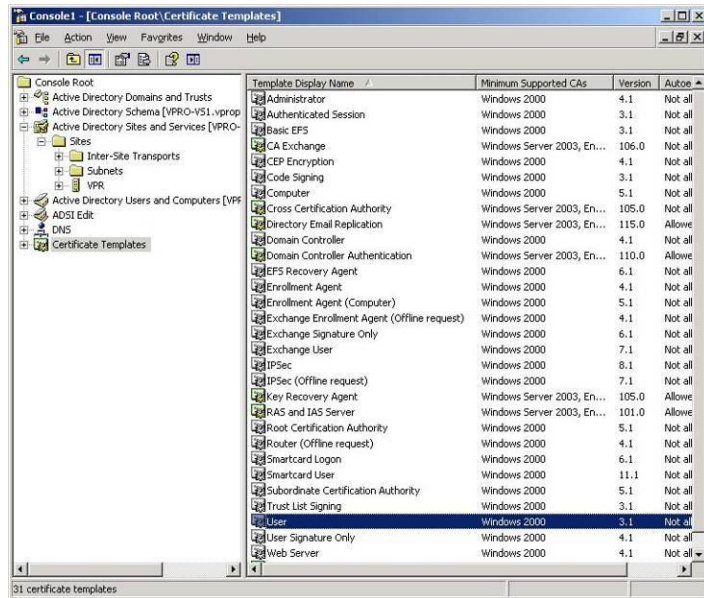 Console1 - [Console Root\Certificate Templates]
File Action View Favorites Window Help
Console Root
Active Directory Domains and Trusts
Active Directory Schema [VPRO-VS1.vprop
Active Directory Sites and Services [VPRO-
Sites
Inter-Site Transports
Subnets
VPR
Active Directory Users and Computers [VPF
ADSI Edit
DNS
Certificate Templates
Template Display Name Minimum Supported CAs Version Autoe
Administrator Windows 2000 4.1 Not all
Authenticated Session Windows 2000 3.1 Not all
Basic EFS Windows 2000 3.1 Not all
CA Exchange Windows Server 2003, En... 106.0 Not all
CEP Encryption Windows 2000 4.1 Not all
Code Signing Windows 2000 3.1 Not all
Computer Windows 2000 5.1 Not all
Cross Certification Authority Windows Server 2003, En... 105.0 Not all
Directory Email Replication Windows Server 2003, En... 115.0 Allowe
Domain Controller Windows 2000 4.1 Not all
Domain Controller Authentication Windows Server 2003, En... 110.0 Allowe
EFS Recovery Agent Windows 2000 6.1 Not all
Enrollment Agent Windows 2000 4.1 Not all
Enrollment Agent (Computer) Windows 2000 5.1 Not all
Exchange Enrollment Agent (Offline request) Windows 2000 4.1 Not all
Exchange Signature Only Windows 2000 6.1 Not all
Exchange User Windows 2000 7.1 Not all
IPSec Windows 2000 8.1 Not all
IPSec (Offline request) Windows 2000 7.1 Not all
Key Recovery Agent Windows Server 2003, En... 105.0 Allowe
RAS and IAS Server Windows Server 2003, En... 101.0 Allowe
Root Certification Authority Windows 2000 5.1 Not all
Router (Offline request) Windows 2000 4.1 Not all
Smartcard Logon Windows 2000 6.1 Not all
Smartcard User Windows 2000 11.1 Not all
Subordinate Certification Authority Windows 2000 5.1 Not all
Trust List Signing Windows 2000 3.1 Not all
User Windows 2000 3.1 Not all
User Signature Only Windows 2000 4.1 Not all
Web Server Windows 2000 4.1 Not all
31 certificate templates